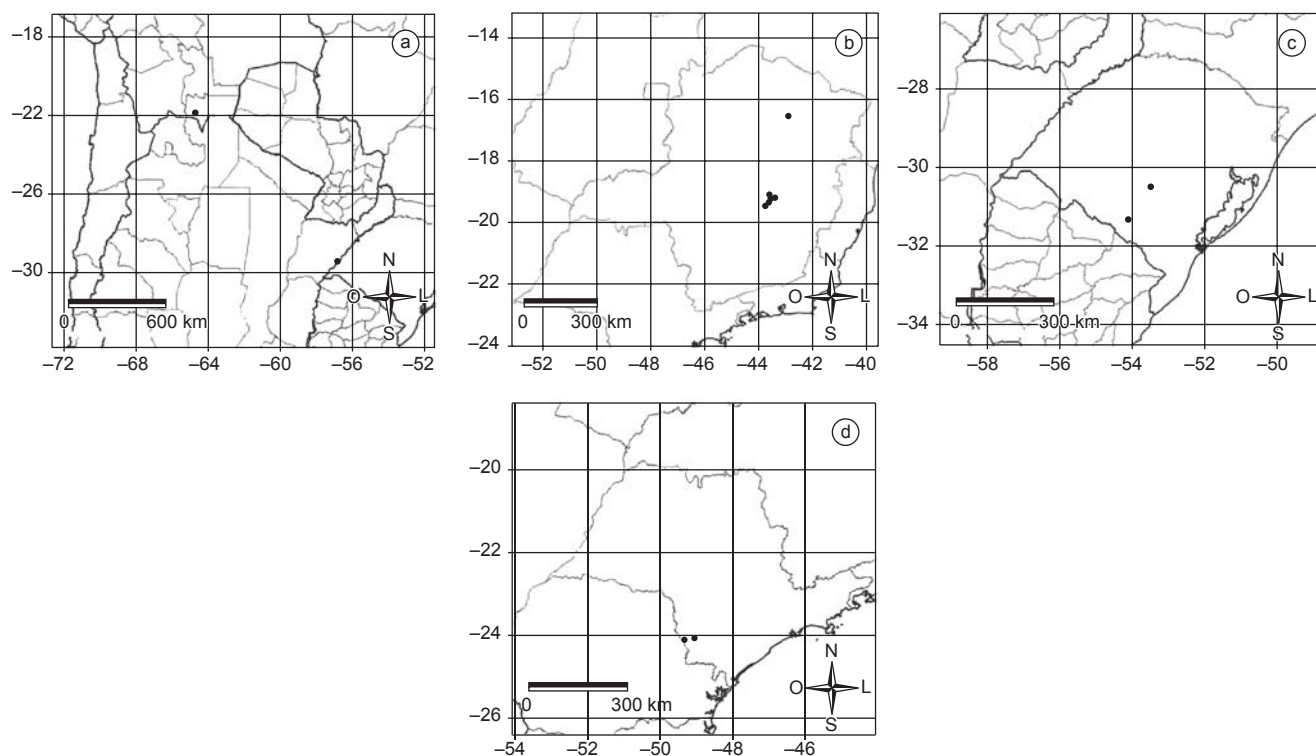 a
–18
–22
–26
–30
N
O L
S
0 600 km
–72 –68 –64 –60 –56 –52
b
–14
–16
–18
–20
–22
–24
N
O L
S
0 300 km
–52 –50 –48 –46 –44 –42 –40
c
–28
–30
–32
–34
N
O L
S
0 300 km
–58 –56 –54 –52 –50
d
–20
–22
–24
–26
N
O L
S
0 300 km
–54 –52 –50 –48 –46